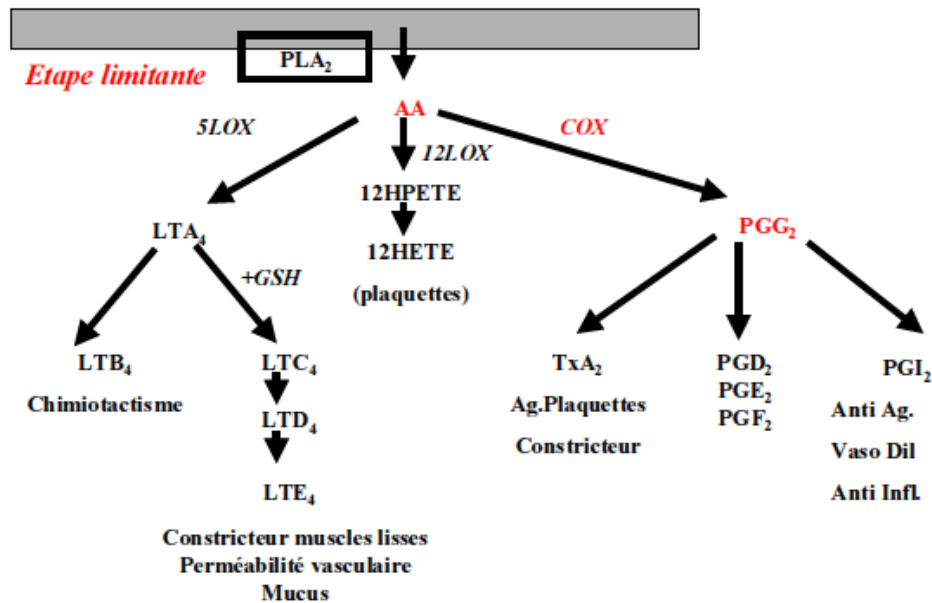 PLA₂
Etape limitante
AA
5LOX
12LOX
COX
12HPETE
LTA₄
PGG₂
12HETE
+GSH
(plaquettes)
LTB₄
LTC₄
TxA₂
PGD₂
PGI₂
PGE₂
Chimiotactisme
Ag.Plaquettes
Anti Ag.
LTD₄
PGF₂
Constricteur
Vaso Dil
LTE₄
Anti Infl.
Constricteur muscles lisses
Perméabilité vasculaire
Mucus